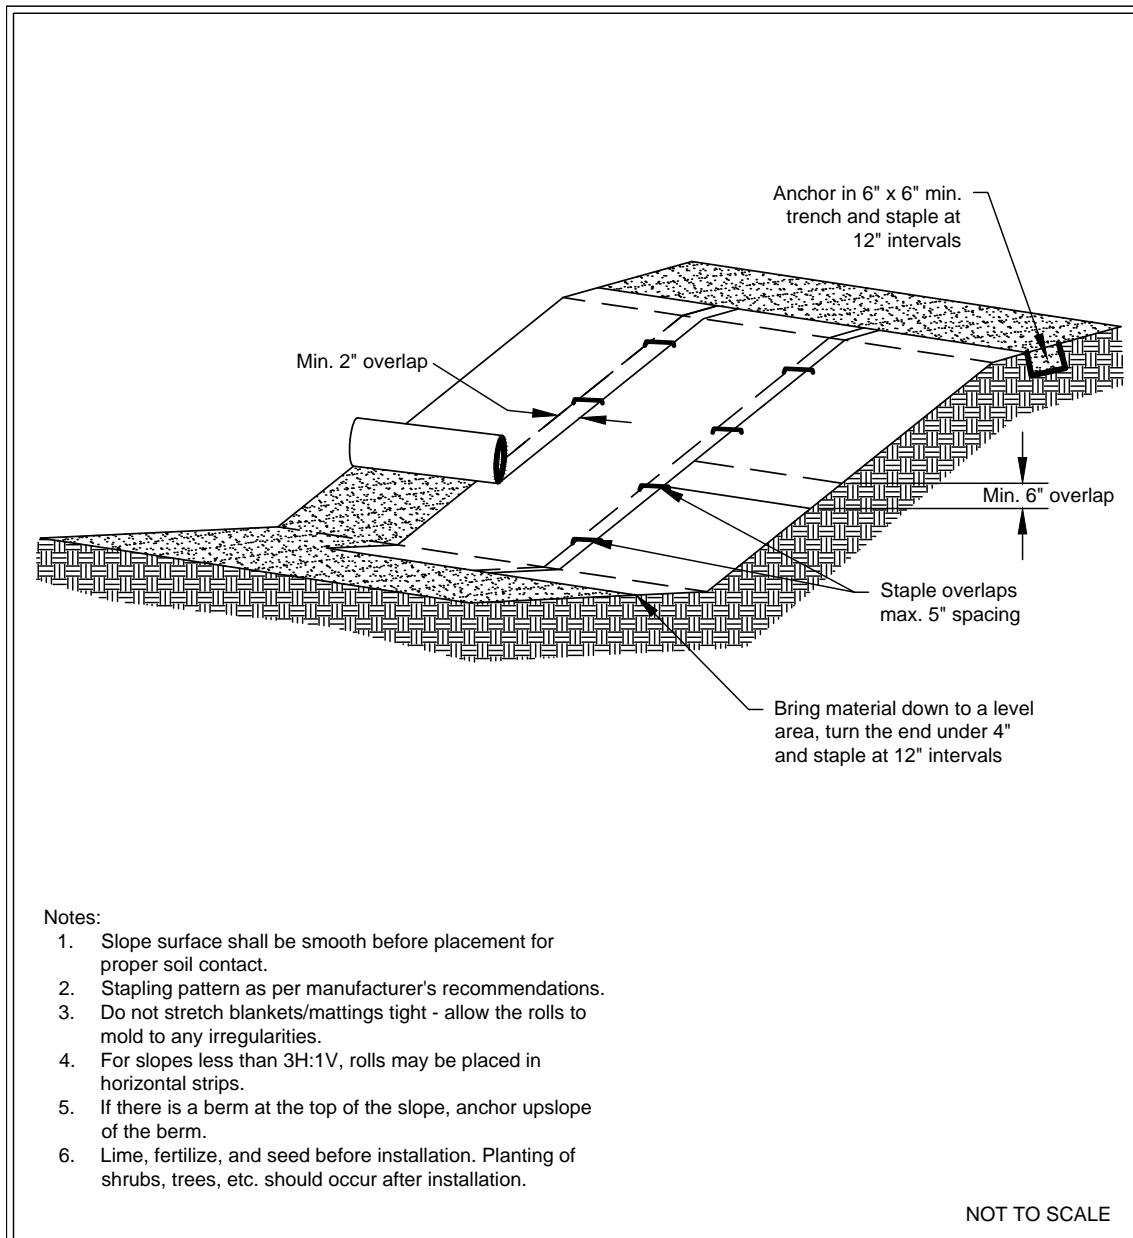 Anchor in 6" x 6" min.
trench and staple at
12" intervals
Min. 2" overlap
Min. 6" overlap
Staple overlaps
max. 5" spacing
Bring material down to a level
area, turn the end under 4"
and staple at 12" intervals
Notes:
1. Slope surface shall be smooth before placement for
proper soil contact.
2. Stapling pattern as per manufacturer's recommendations.
3. Do not stretch blankets/mattings tight - allow the rolls to
mold to any irregularities.
4. For slopes less than 3H:1V, rolls may be placed in
horizontal strips.
5. If there is a berm at the top of the slope, anchor upslope
of the berm.
6. Lime, fertilize, and seed before installation. Planting of
shrubs, trees, etc. should occur after installation.
NOT TO SCALE